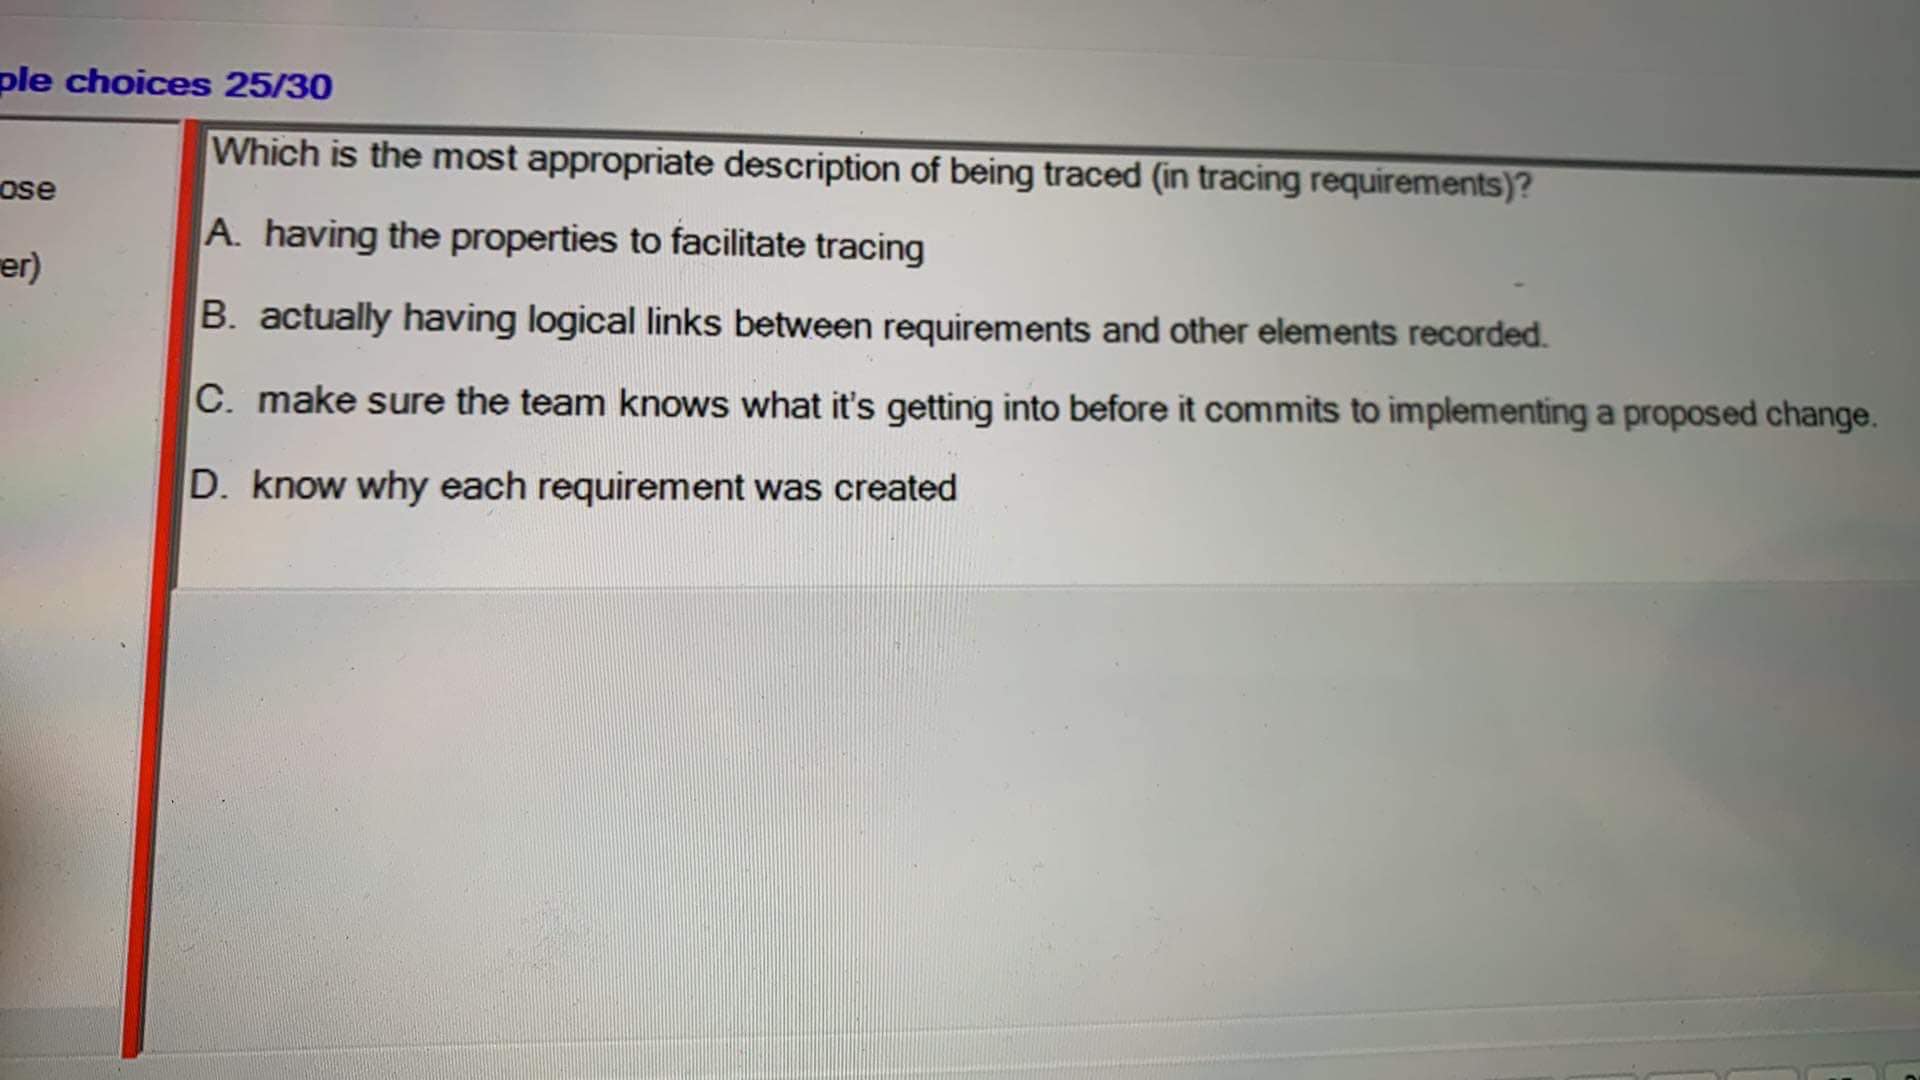 ple choices 25/30
ose
er)
Which is the most appropriate description of being traced (in tracing requirements)?
A. having the properties to facilitate tracing
B. actually having logical links between requirements and other elements recorded.
C. make sure the team knows what it's getting into before it commits to implementing a proposed change.
D. know why each requirement was created